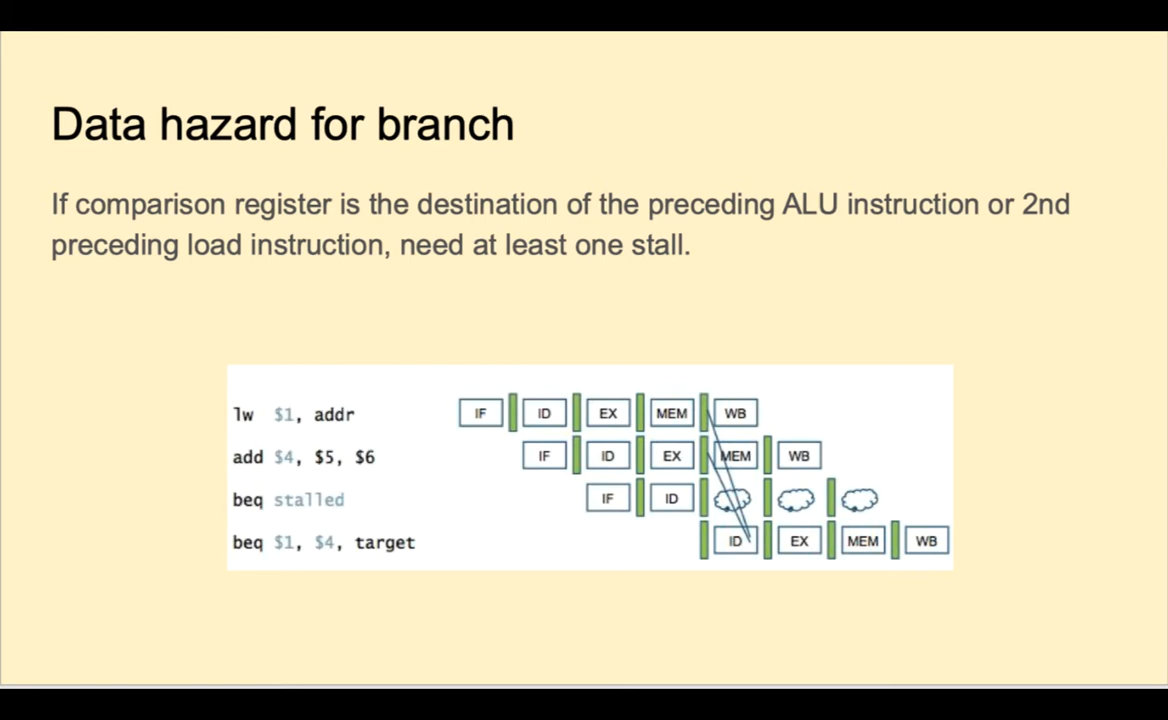 Data hazard for branch
If comparison register is the destination of the preceding ALU instruction or 2nd
preceding load instruction, need at least one stall.
lw $1, addr IF ID EX MEM WB
add $4, $5, $6 IF ID EX MEM WB
beq stalled IF ID
beq $1, $4, target ID EX MEM WB